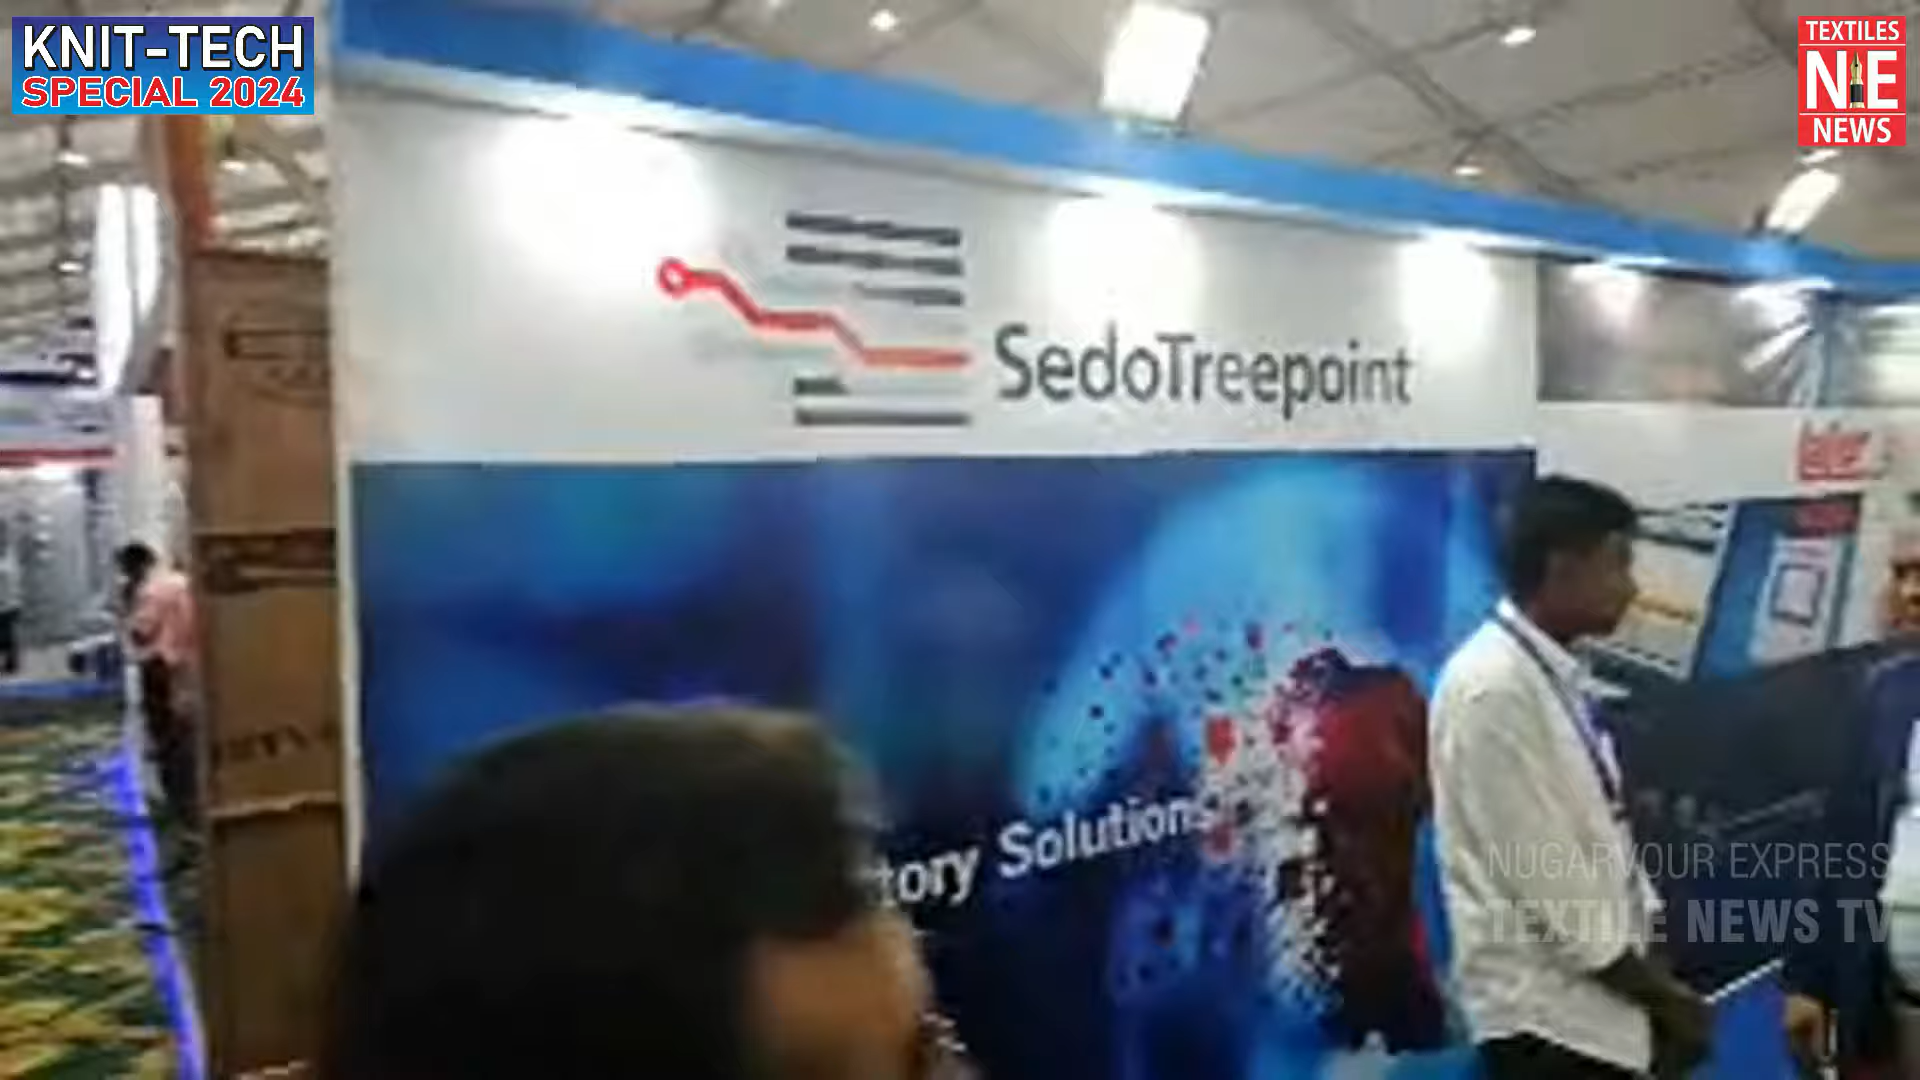 KNIT-TECH
SPECIAL 2024
TEXTILES
NE
NEWS
SedoTreepoint
tory Solutions
NUGARVOUR EXPRESS
TEXTILE NEWS TV